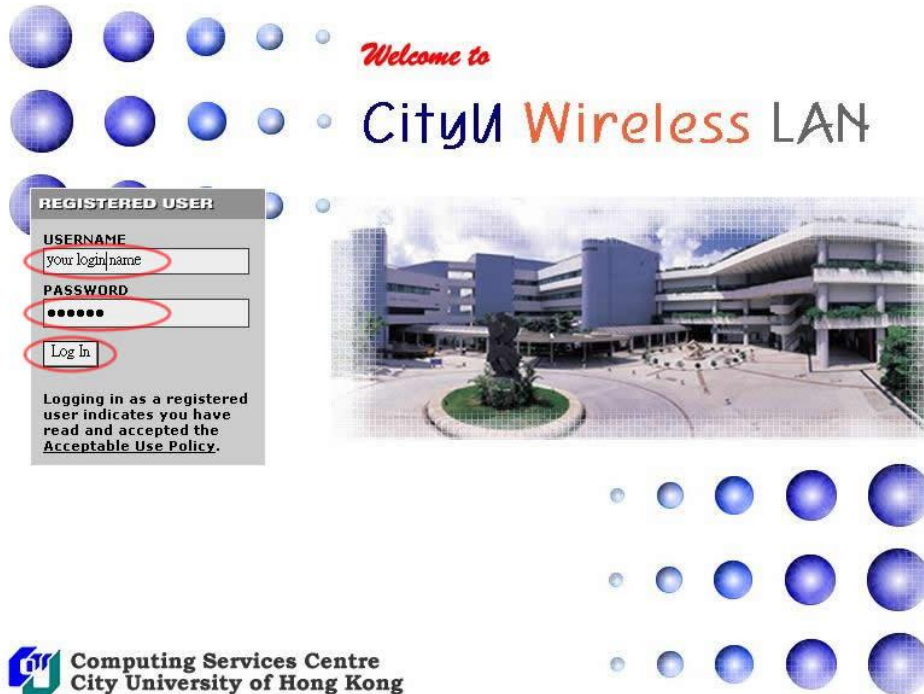 Welcome to
CityU Wireless LAN
REGISTERED USER
USERNAME
your login name
PASSWORD
••••••
Log In
Logging in as a registered
user indicates you have
read and accepted the
Acceptable Use Policy.
Computing Services Centre
City University of Hong Kong